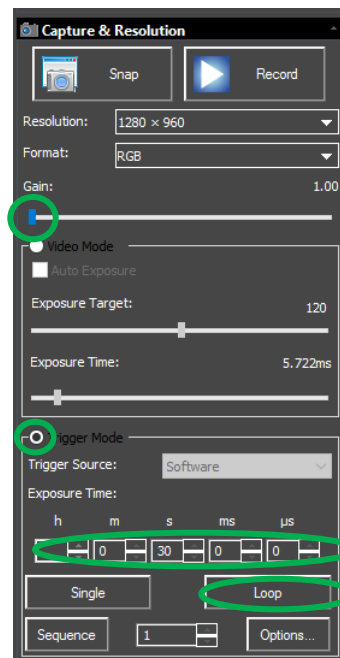 Capture & Resolution
Snap Record
Resolution: 1280 × 960
Format: RGB
Gain: 1.00
Video Mode
Auto Exposure
Exposure Target: 120
Exposure Time: 5.722ms
Trigger Mode
Trigger Source: Software
Exposure Time:
h m s ms µs
0 30 0 0
Single Loop
Sequence 1 Options...